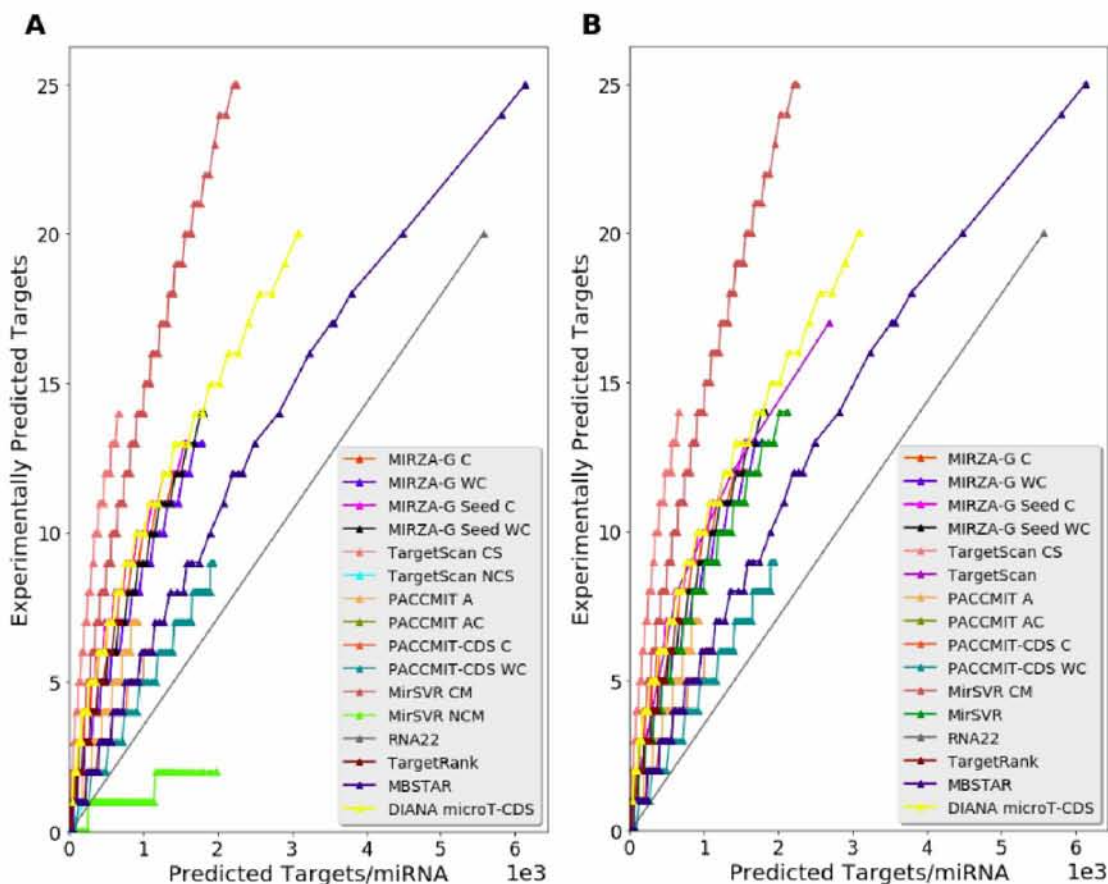 A
Experimentally Predicted Targets
25
20
15
10
5
0
MIRZA-G C
MIRZA-G WC
MIRZA-G Seed C
MIRZA-G Seed WC
TargetScan CS
TargetScan NCS
PACCMIT A
PACCMIT AC
PACCMIT-CDS C
PACCMIT-CDS WC
MirSVR CM
MirSVR NCM
RNA22
TargetRank
MBSTAR
DIANA microT-CDS
0 1 2 3 4 5 6
1e3
Predicted Targets/miRNA
B
Experimentally Predicted Targets
25
20
15
10
5
0
MIRZA-G C
MIRZA-G WC
MIRZA-G Seed C
MIRZA-G Seed WC
TargetScan CS
TargetScan
PACCMIT A
PACCMIT AC
PACCMIT-CDS C
PACCMIT-CDS WC
MirSVR CM
MirSVR
RNA22
TargetRank
MBSTAR
DIANA microT-CDS
0 1 2 3 4 5 6
1e3
Predicted Targets/miRNA